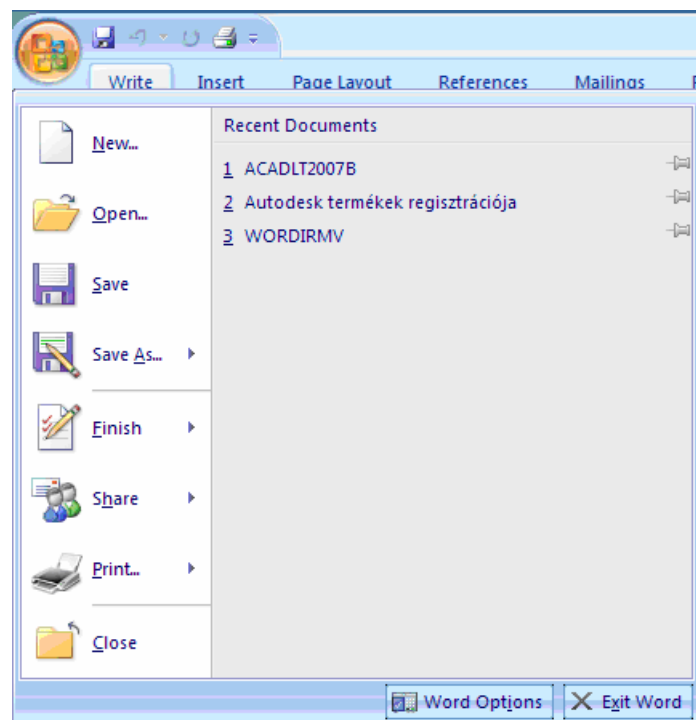 Write Insert Page Layout References Mailings
New...
Open...
Save
Save As...
Finish
Share
Print...
Close
Recent Documents
1 ACADLT2007B
2 Autodesk termékek regisztrációja
3 WORDIRMV
Word Options Exit Word